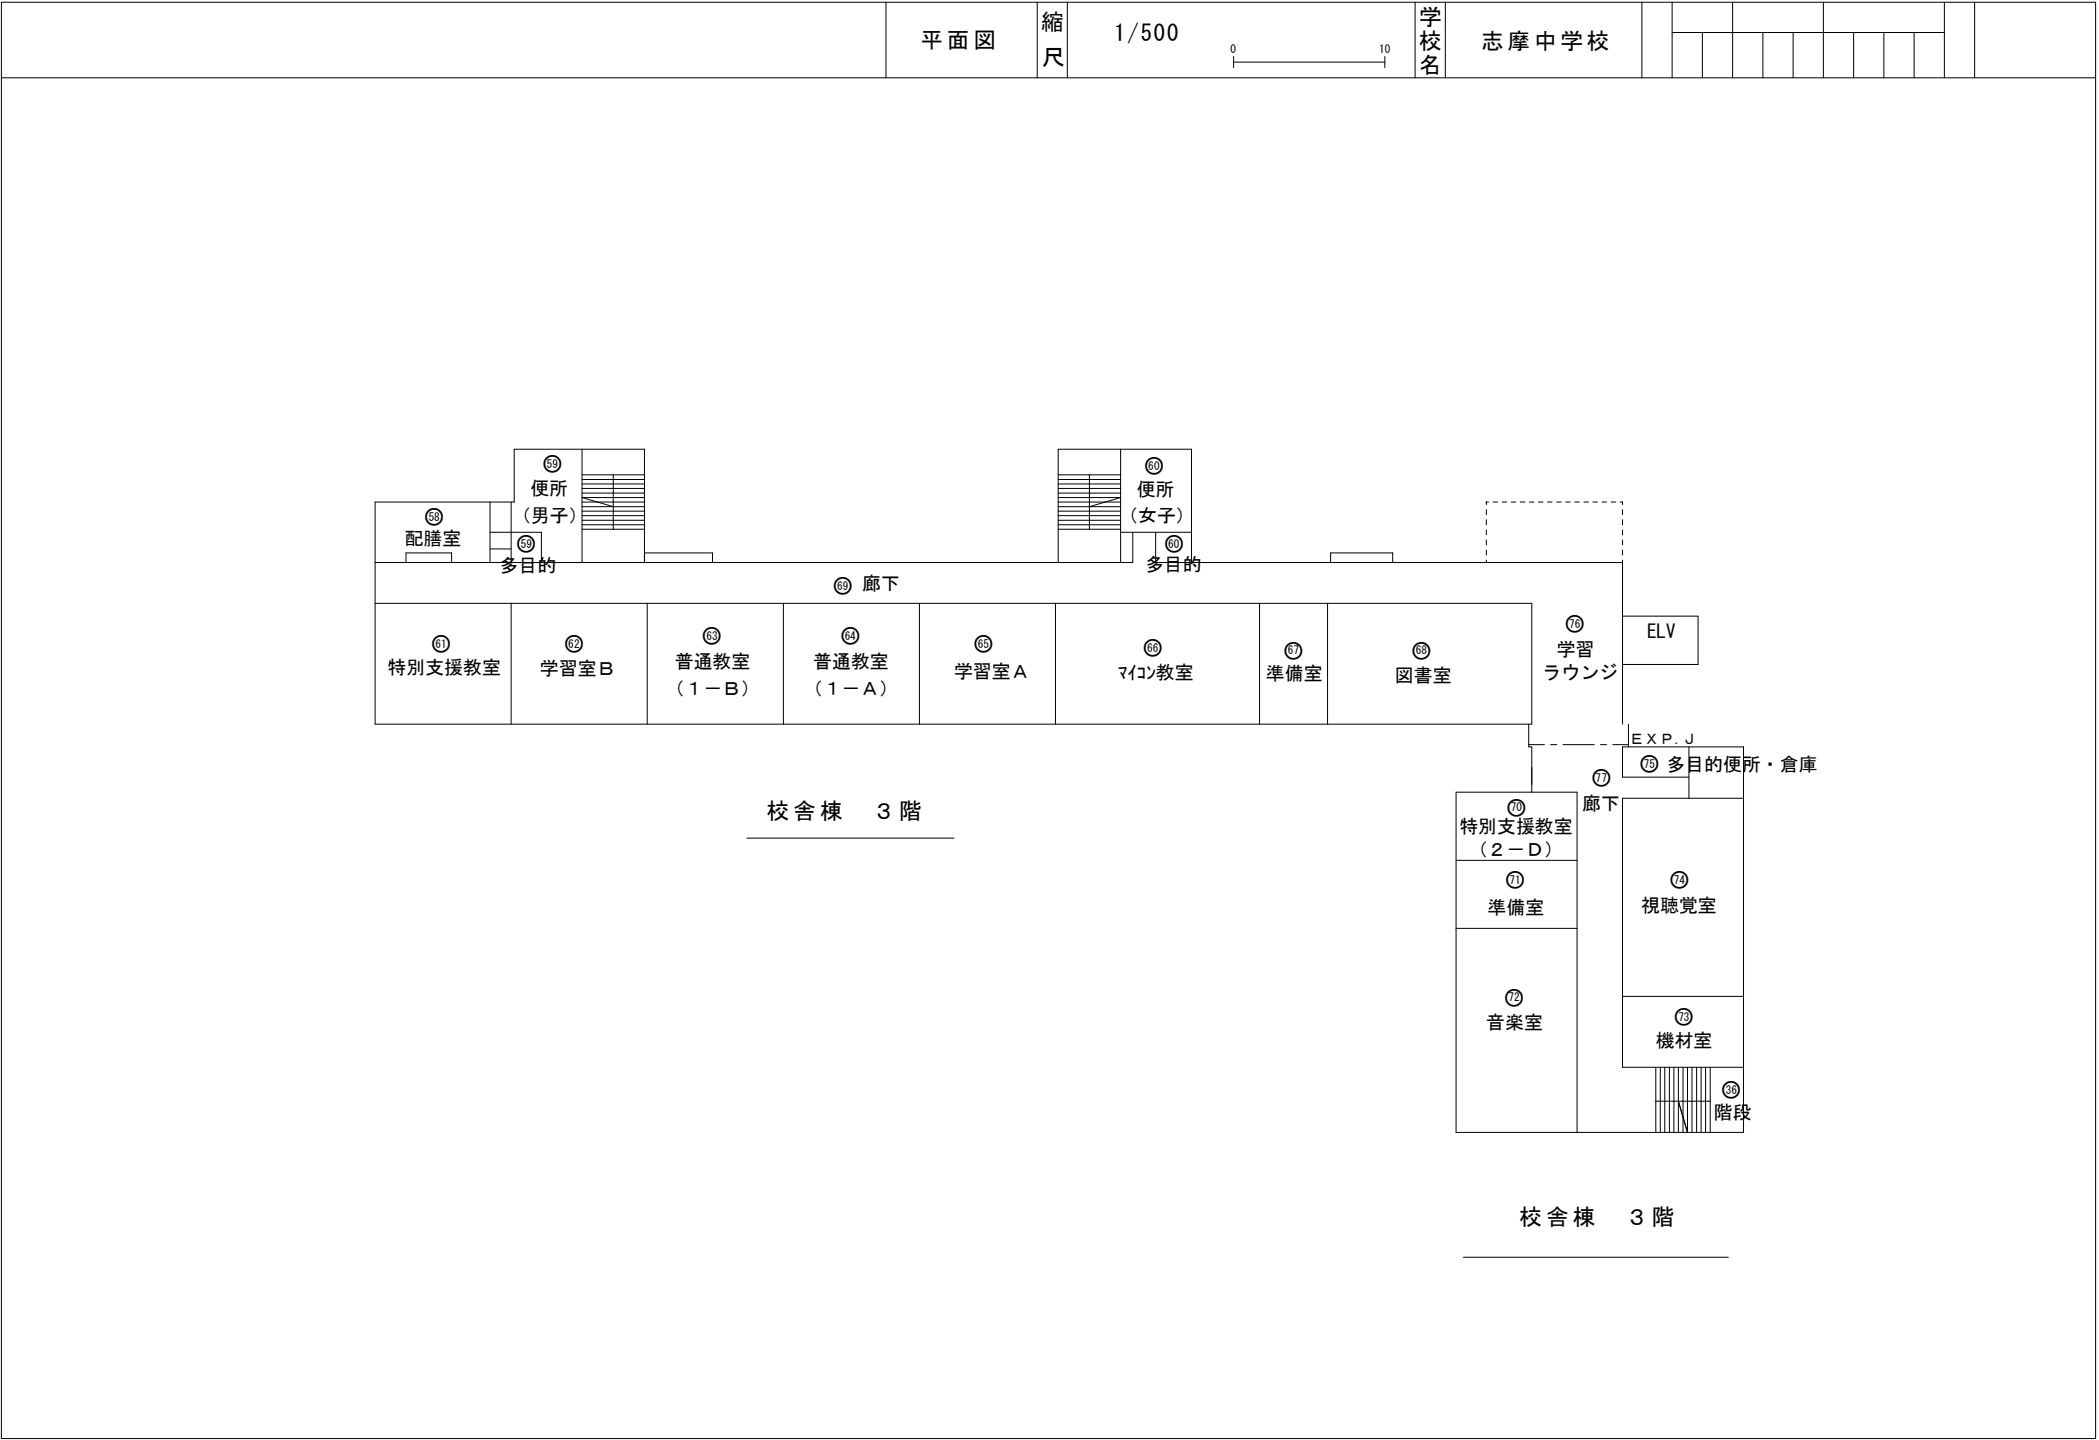 平面図
縮尺
1/500
0 10
学校名
志摩中学校
㊾
便所
（男子）
60
便所
（女子）
58
配膳室
59
多目的
60
多目的
69 廊下
61
特別支援教室
62
学習室Ｂ
63
普通教室
（１－Ｂ）
64
普通教室
（１－Ａ）
65
学習室Ａ
66
ﾏｲｺﾝ教室
67
準備室
68
図書室
76
学習
ラウンジ
ELV
ＥＸＰ．Ｊ
75 多目的便所・倉庫
77
廊下
校舎棟　３階
70
特別支援教室
（２－Ｄ）
71
準備室
74
視聴覚室
72
音楽室
73
機材室
㊱
階段
校舎棟　３階